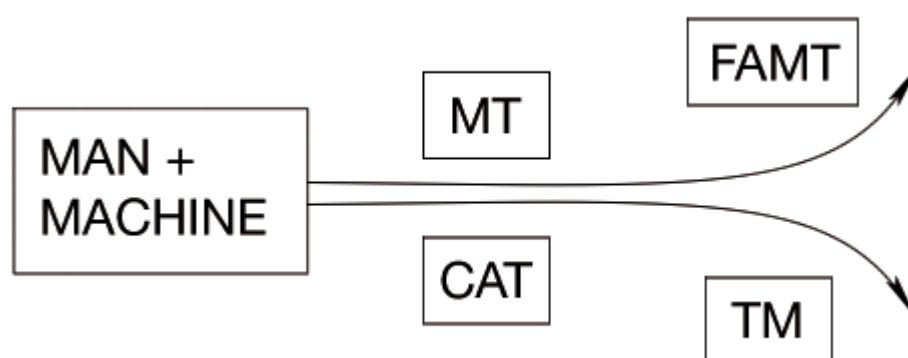 FAMT
MT
MAN +
MACHINE
CAT
TM